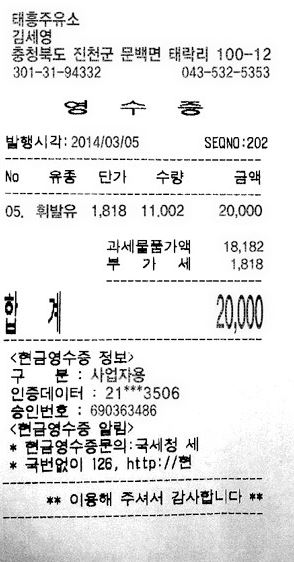 태흥주유소
김세영
충청북도 진천군 문백면 태락리 100-12
301-31-94332 043-532-5353
영 수 증
발행시각: 2014/03/05 SEQNO:202
No 유종 단가 수량 금액
05. 휘발유 1,818 11.002 20,000
과세물품가액 18,182
부 가 세 1,818
합 계 20,000
<현금영수증 정보>
구 분 : 사업자용
인증데이터 : 21***3506
승인번호 : 690363486
<현금영수증 알림>
* 현금영수증문의:국세청 세
* 국번없이 126, http://현
** 이용해 주셔서 감사합니다 **